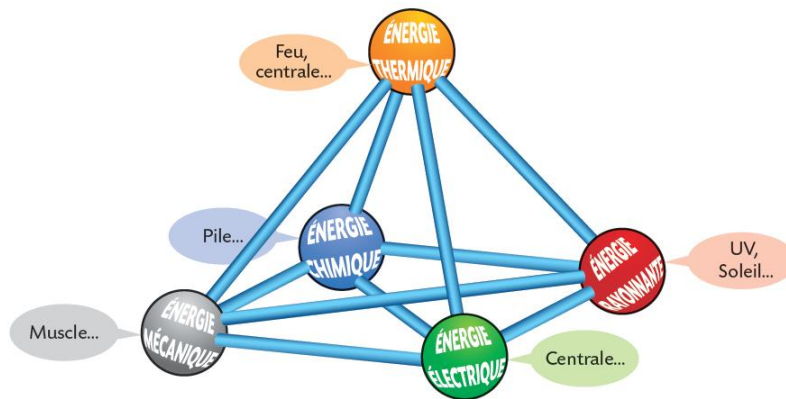 ÉNERGIE
THERMIQUE
Feu,
centrale...
Pile...
ÉNERGIE
CHIMIQUE
ÉNERGIE
RAYONNANTE
UV,
Soleil...
Muscle...
ÉNERGIE
MÉCANIQUE
ÉNERGIE
ÉLECTRIQUE
Centrale...